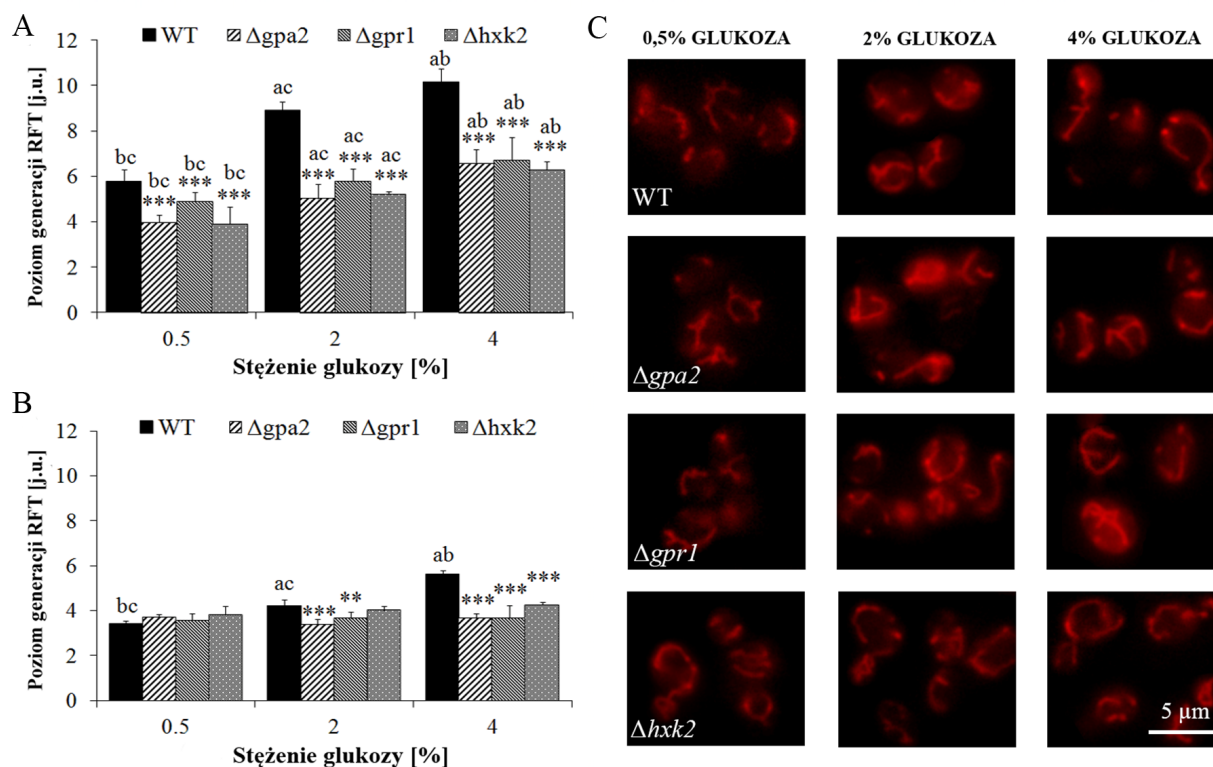 A
WT Δgpa2 Δgpr1 Δhxk2
Poziom generacji RFT [j.u.]
12
10
8
6
4
2
0
bc
bc
***
bc
***
bc
***
ac
ac
***
ac
***
ac
***
ab
ab
***
ab
***
ab
***
0.5 2 4
Stężenie glukozy [%]
B
WT Δgpa2 Δgpr1 Δhxk2
Poziom generacji RFT [j.u.]
12
10
8
6
4
2
0
bc
ac
***
**
ab
***
***
***
0.5 2 4
Stężenie glukozy [%]
C
0,5% GLUKOZA 2% GLUKOZA 4% GLUKOZA
WT
Δgpa2
Δgpr1
Δhxk2
5 μm